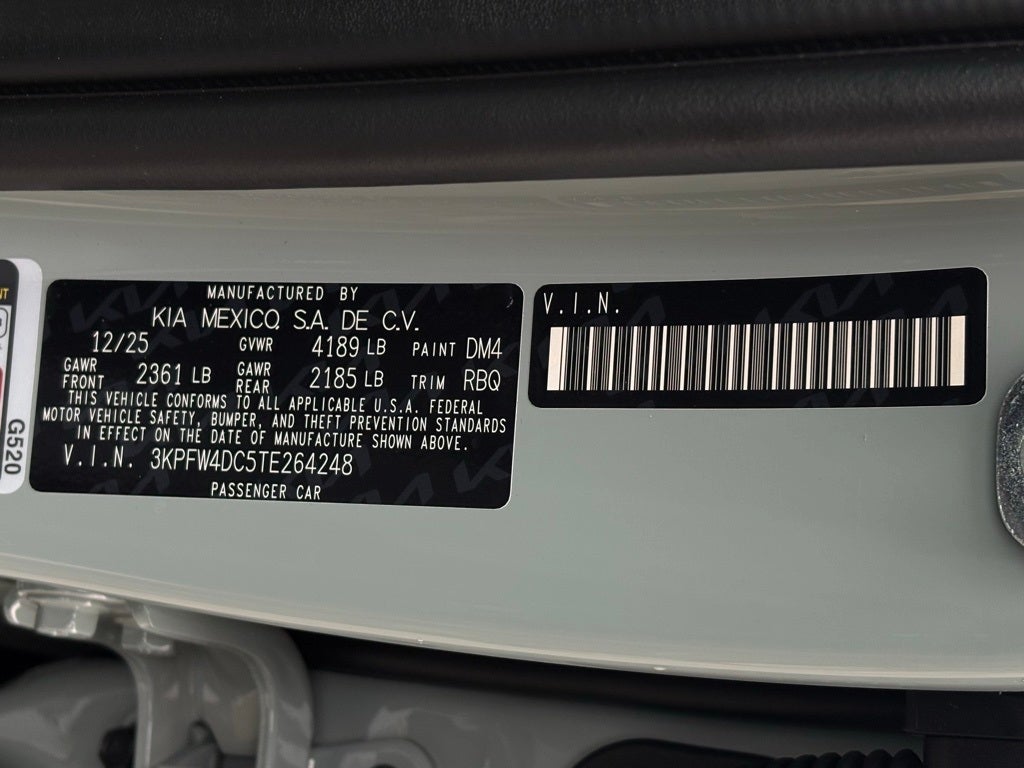 MANUFACTURED BY
KIA MEXICO, S.A. DE C.V.
12/25 GVWR 4189 LB PAINT DM4
GAWR FRONT 2361 LB GAWR REAR 2185 LB TRIM RBQ
THIS VEHICLE CONFORMS TO ALL APPLICABLE U.S.A. FEDERAL
MOTOR VEHICLE SAFETY, BUMPER, AND THEFT PREVENTION STANDARDS
IN EFFECT ON THE DATE OF MANUFACTURE SHOWN ABOVE.
V.I.N. 3KPFW4DC5TE264248
PASSENGER CAR
V.I.N.
G520